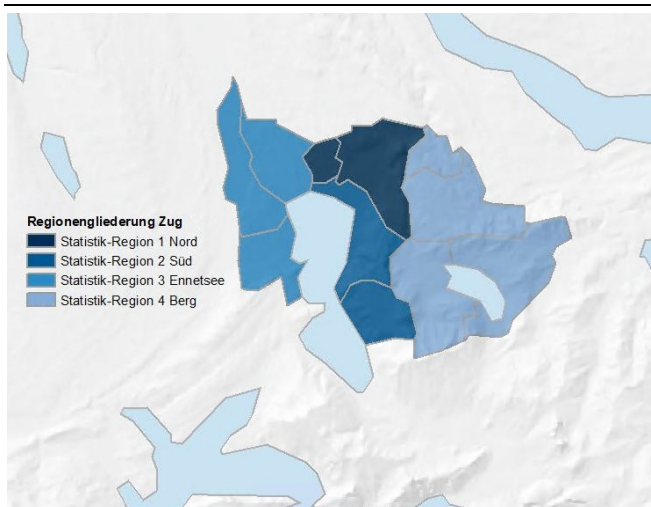 Regionengliederung Zug
Statistik-Region 1 Nord
Statistik-Region 2 Süd
Statistik-Region 3 Ennetsee
Statistik-Region 4 Berg